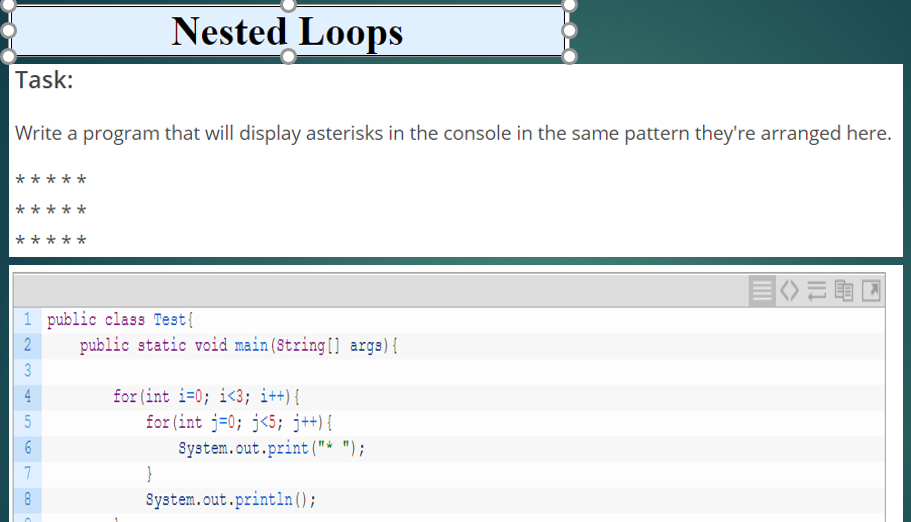 Nested Loops
Task:
Write a program that will display asterisks in the console in the same pattern they're arranged here.
* * * * *
* * * * *
* * * * *
1 public class Test{
2     public static void main(String[] args){
3
4         for(int i=0; i<3; i++){
5             for(int j=0; j<5; j++){
6                 System.out.print("* ");
7             }
8             System.out.println();